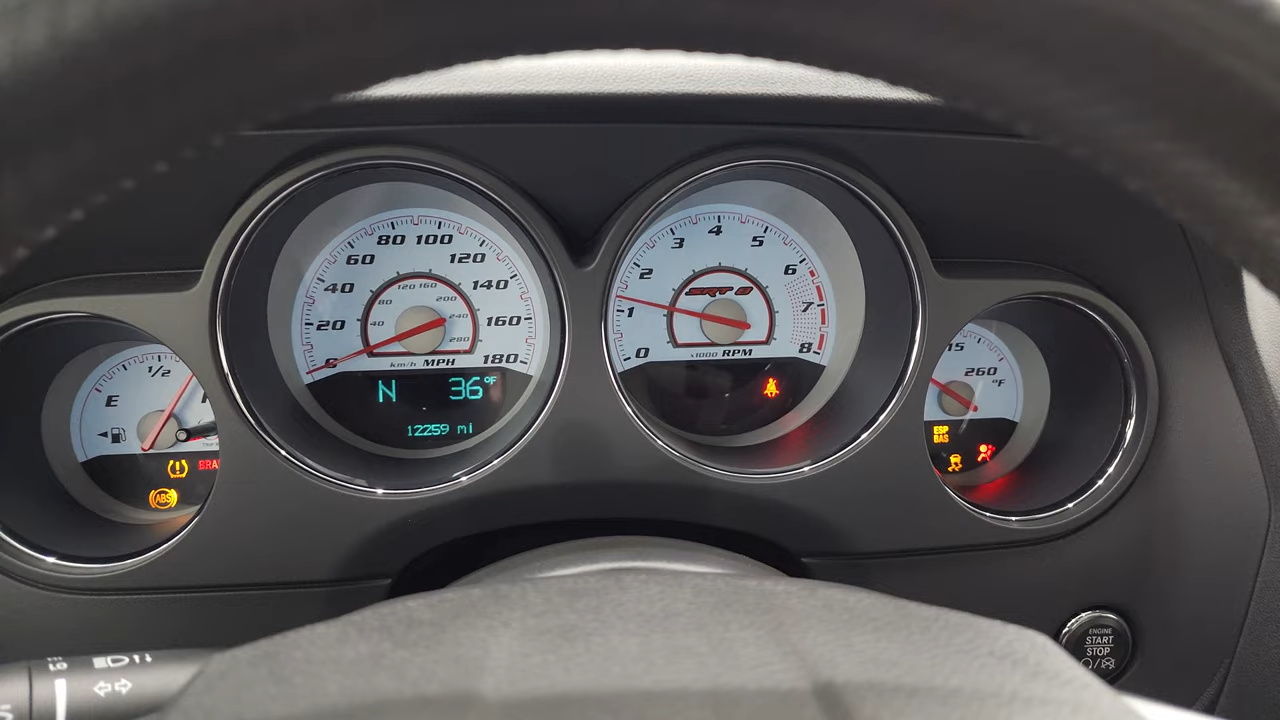 80 100
60 120
40 140
20 160
0 180
120 160
80 200
40 240
280
km/h MPH
N 36°F
12259 mi
4
3 5
2 6
1 7
0 8
SRT 8
x1000 RPM
E 1/2
BRA
ABS
15
260
°F
ESP
BAS
ENGINE
START
STOP